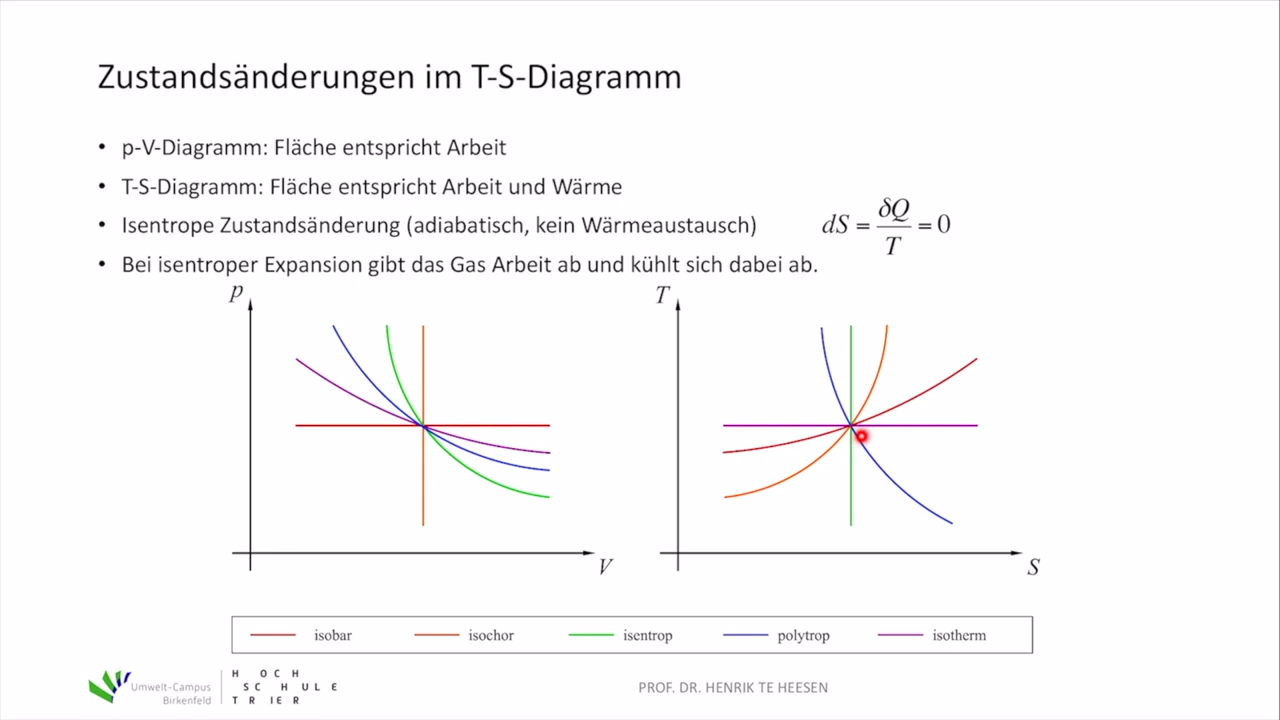 Zustandsänderungen im T-S-Diagramm
• p-V-Diagramm: Fläche entspricht Arbeit
• T-S-Diagramm: Fläche entspricht Arbeit und Wärme
• Isentrope Zustandsänderung (adiabatisch, kein Wärmeaustausch) dS = δQ/T = 0
• Bei isentroper Expansion gibt das Gas Arbeit ab und kühlt sich dabei ab.
p
V
T
S
isobar isochor isentrop polytrop isotherm
Umwelt-Campus
Birkenfeld
HOCH
SCHULE
TRIER
PROF. DR. HENRIK TE HEESEN